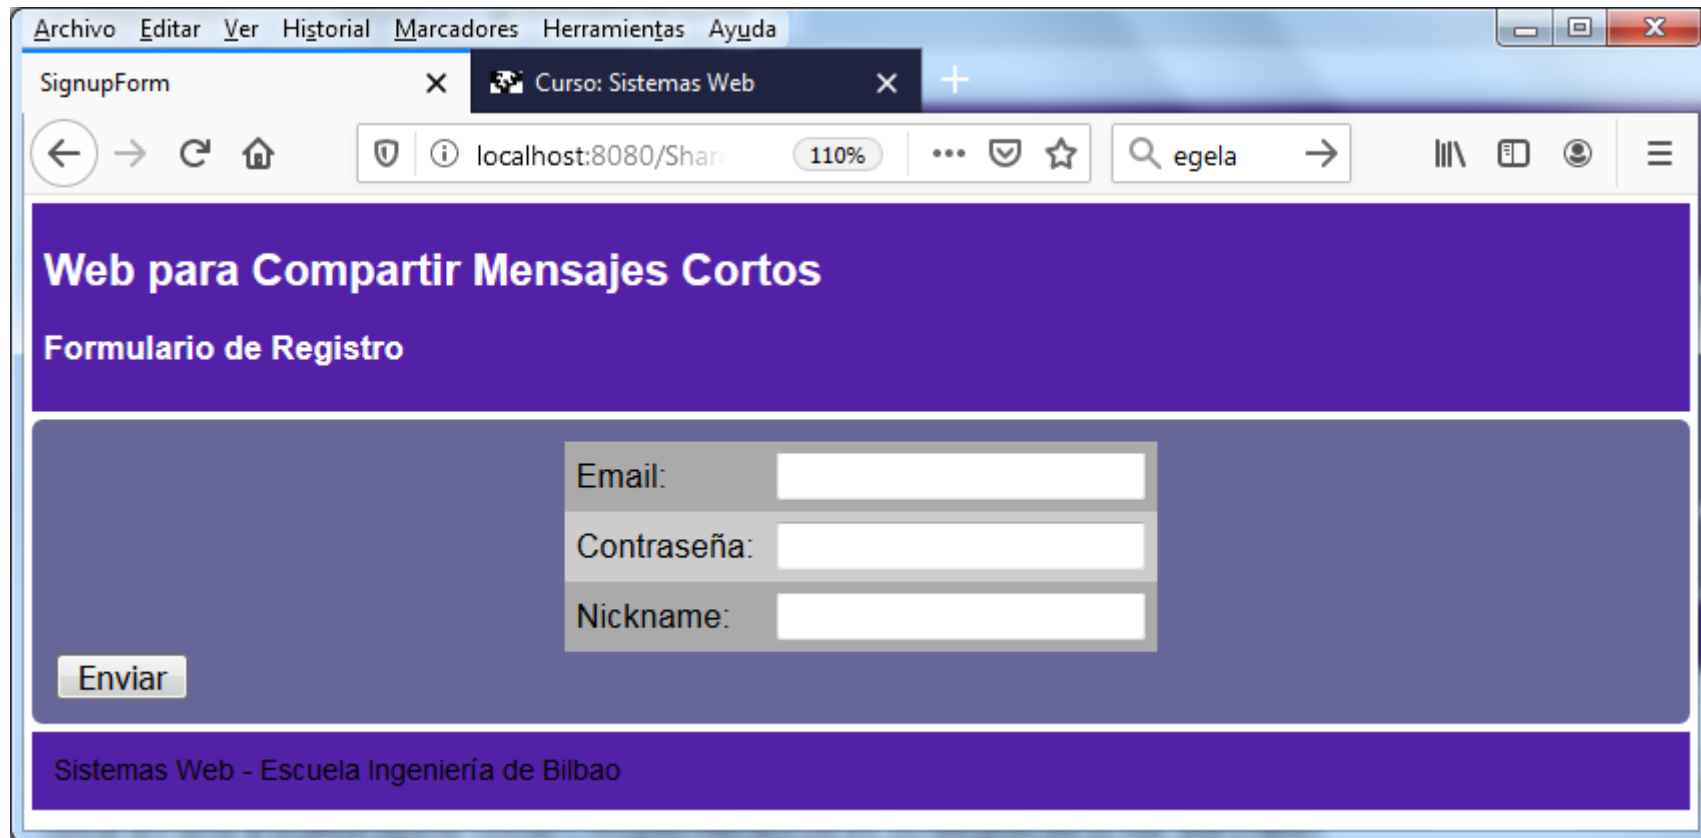 Archivo Editar Ver Historial Marcadores Herramientas Ayuda
SignupForm Curso: Sistemas Web
localhost:8080/Shar 110% egela
Web para Compartir Mensajes Cortos
Formulario de Registro
Email:
Contraseña:
Nickname:
Enviar
Sistemas Web - Escuela Ingeniería de Bilbao